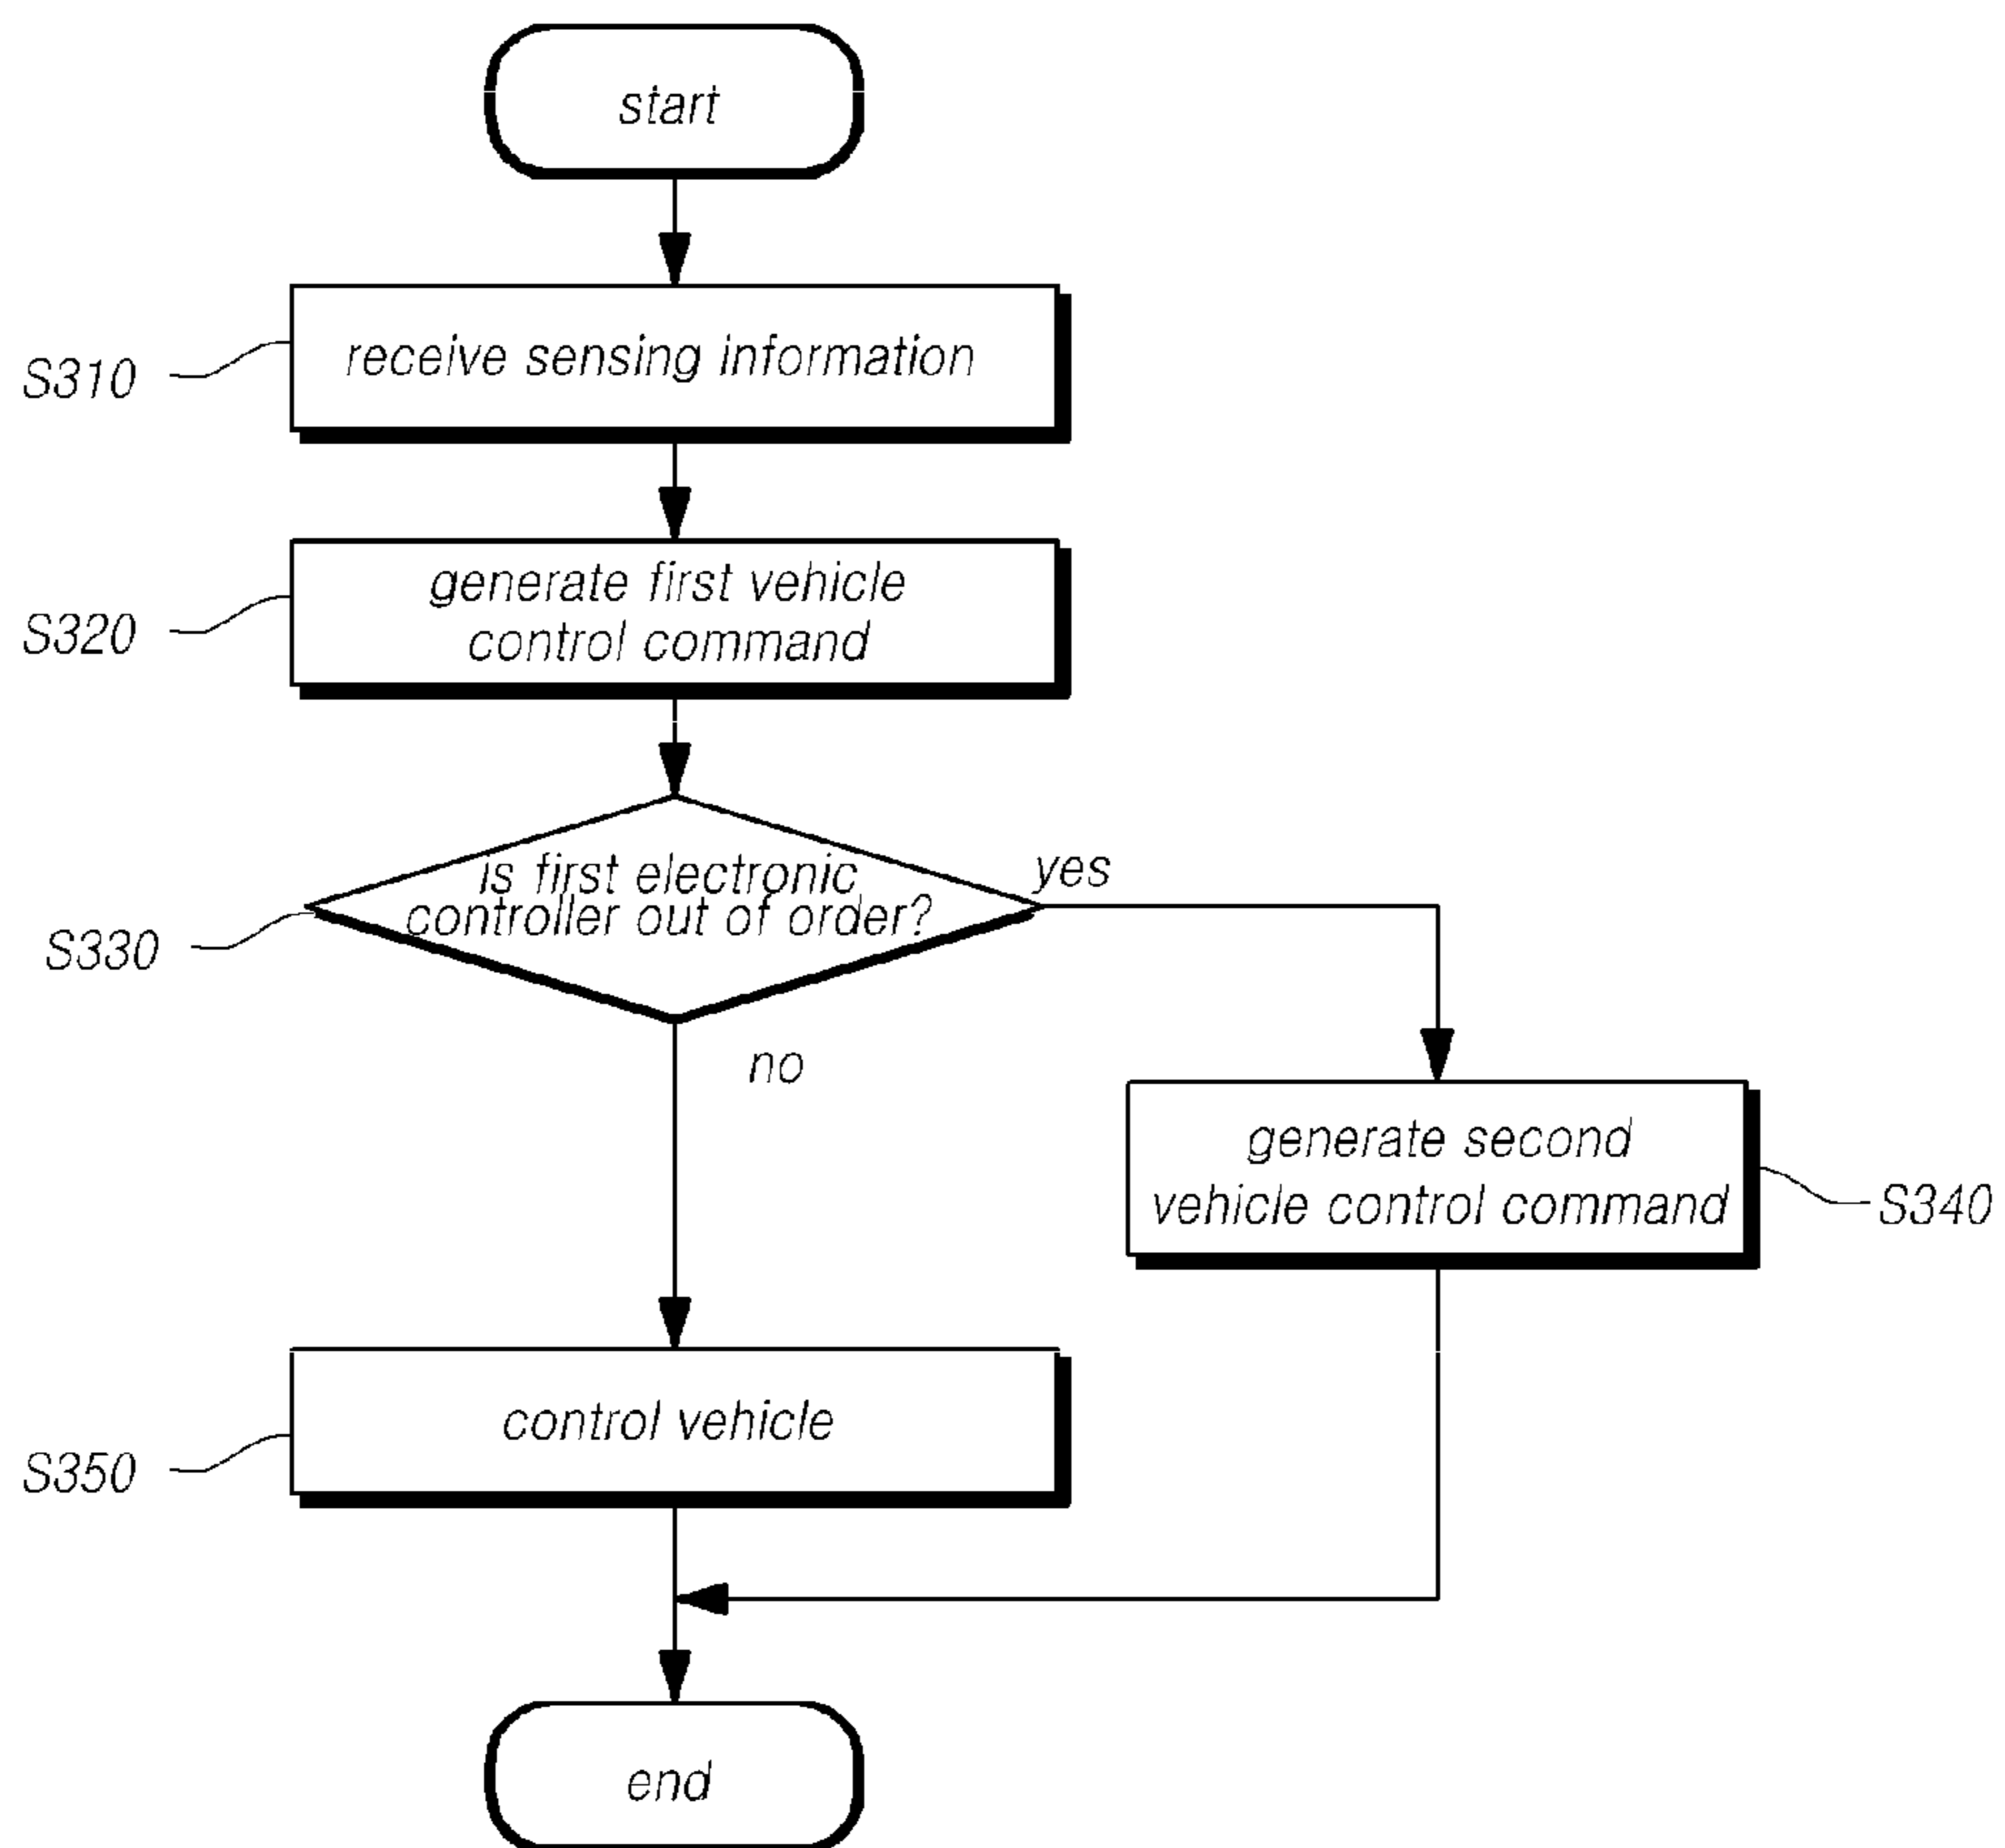 start
receive sensing information
S310
generate first vehicle
control command
S320
is first electronic
controller out of order?
yes
S330
no
generate second
vehicle control command
S340
control vehicle
S350
end